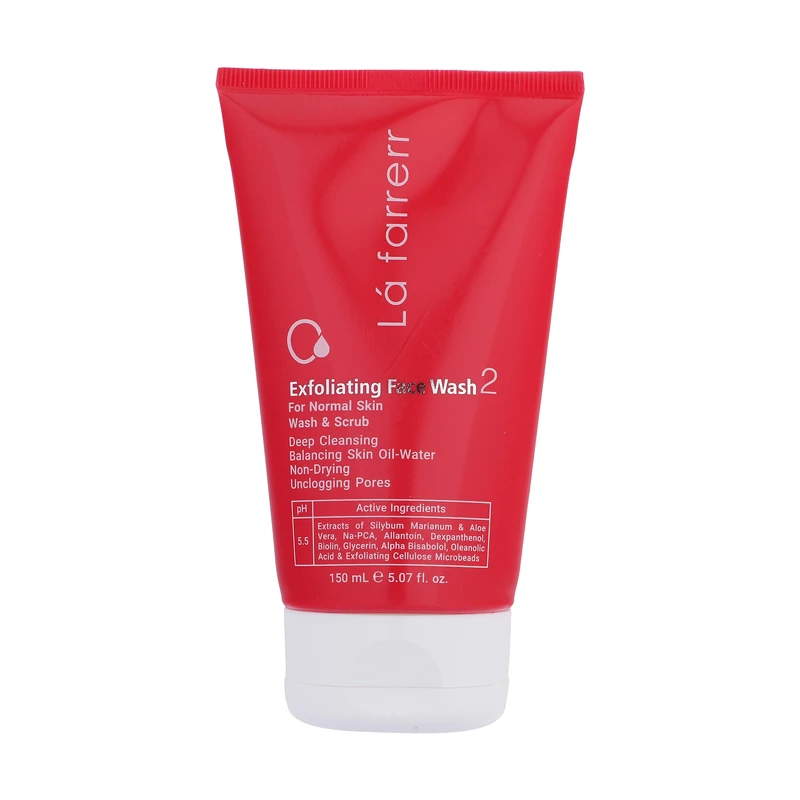 Lá farrerr
Exfoliating Face Wash 2
For Normal Skin
Wash & Scrub
Deep Cleansing
Balancing Skin Oil-Water
Non-Drying
Unclogging Pores
pH
Active Ingredients
5.5
Extracts of Silybum Marianum & Aloe
Vera, Na-PCA, Allantoin, Dexpanthenol,
Biolin, Glycerin, Alpha Bisabolol, Oleanolic
Acid & Exfoliating Cellulose Microbeads
150 mL ℮ 5.07 fl. oz.